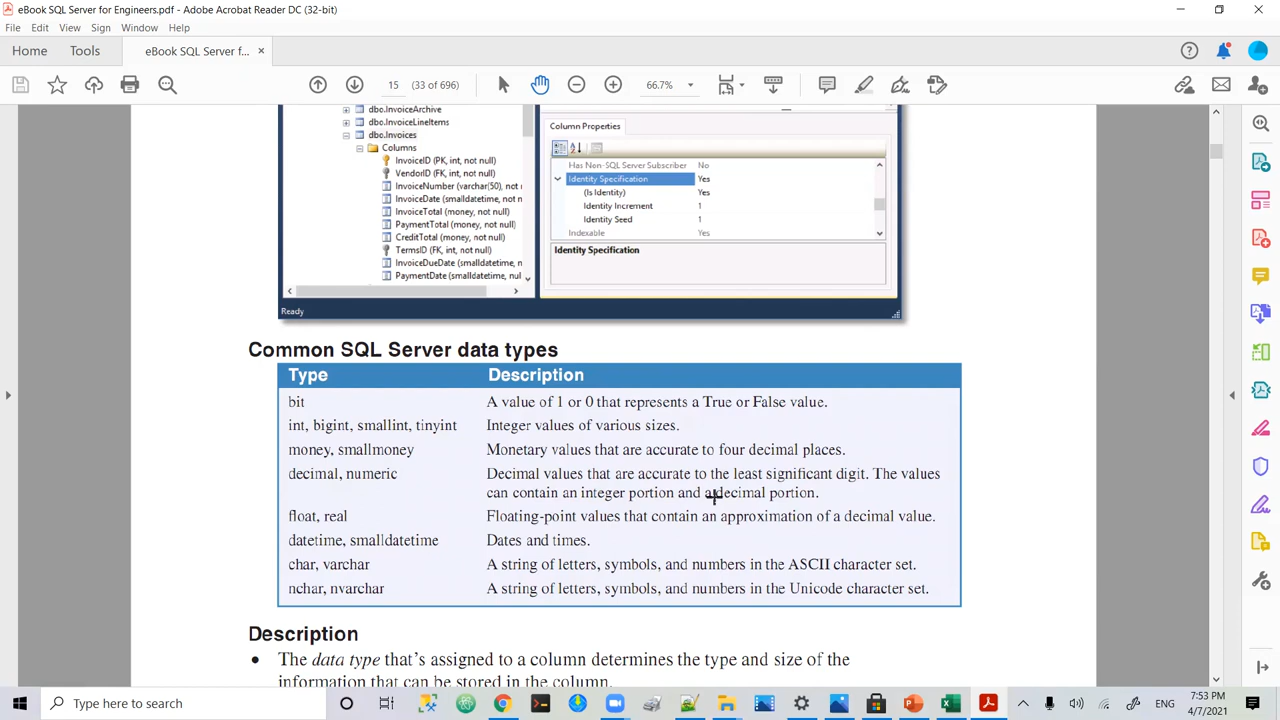 eBook SQL Server for Engineers.pdf - Adobe Acrobat Reader DC (32-bit)
File Edit View Sign Window Help
Home Tools eBook SQL Server f... ×
15 (33 of 696) 66.7%
dbo.InvoiceArchive
dbo.InvoiceLineItems
dbo.Invoices
Columns
InvoiceID (PK, int, not null)
VendorID (FK, int, not null)
InvoiceNumber (varchar(50), not n
InvoiceDate (smalldatetime, not n
InvoiceTotal (money, not null)
PaymentTotal (money, not null)
CreditTotal (money, not null)
TermsID (FK, int, not null)
InvoiceDueDate (smalldatetime, n
PaymentDate (smalldatetime, null
Ready
Column Properties
Has Non-SQL Server Subscriber No
Identity Specification Yes
(Is Identity) Yes
Identity Increment 1
Identity Seed 1
Indexable Yes
Identity Specification
Common SQL Server data types
Type Description
bit A value of 1 or 0 that represents a True or False value.
int, bigint, smallint, tinyint Integer values of various sizes.
money, smallmoney Monetary values that are accurate to four decimal places.
decimal, numeric Decimal values that are accurate to the least significant digit. The values
can contain an integer portion and a decimal portion.
float, real Floating-point values that contain an approximation of a decimal value.
datetime, smalldatetime Dates and times.
char, varchar A string of letters, symbols, and numbers in the ASCII character set.
nchar, nvarchar A string of letters, symbols, and numbers in the Unicode character set.
Description
• The data type that's assigned to a column determines the type and size of the
information that can be stored in the column.
Type here to search
ENG
7:53 PM
4/7/2021